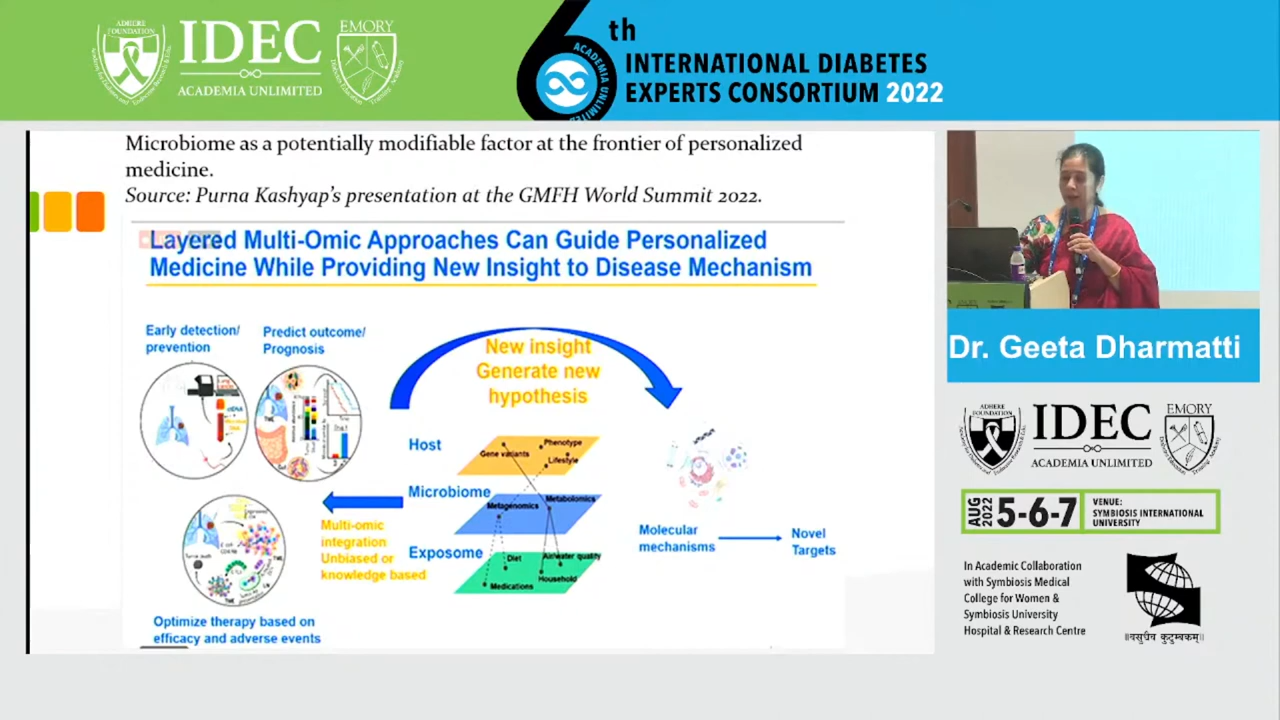 ADHERE
FOUNDATION
IDEC
ACADEMIA UNLIMITED
EMORY
6th
INTERNATIONAL DIABETES
EXPERTS CONSORTIUM 2022
ACADEMIA UNLIMITED
Microbiome as a potentially modifiable factor at the frontier of personalized
medicine.
Source: Purna Kashyap's presentation at the GMFH World Summit 2022.
Layered Multi-Omic Approaches Can Guide Personalized
Medicine While Providing New Insight to Disease Mechanism
Early detection/
prevention
Predict outcome/
Prognosis
New insight
Generate new
hypothesis
Host
Gene variants
Phenotype
Lifestyle
Microbiome
Metagenomics
Metabolomics
Exposome
Diet
Air/water quality
Medications
Household
Multi-omic
integration
Unbiased or
knowledge based
Molecular
mechanisms
Novel
Targets
Optimize therapy based on
efficacy and adverse events
Dr. Geeta Dharmatti
ADHERE
FOUNDATION
IDEC
ACADEMIA UNLIMITED
EMORY
AUG
2022
5-6-7
VENUE:
SYMBIOSIS INTERNATIONAL
UNIVERSITY
In Academic Collaboration
with Symbiosis Medical
College for Women &
Symbiosis University
Hospital & Research Centre
॥वसुधैव कुटुम्बकम्॥